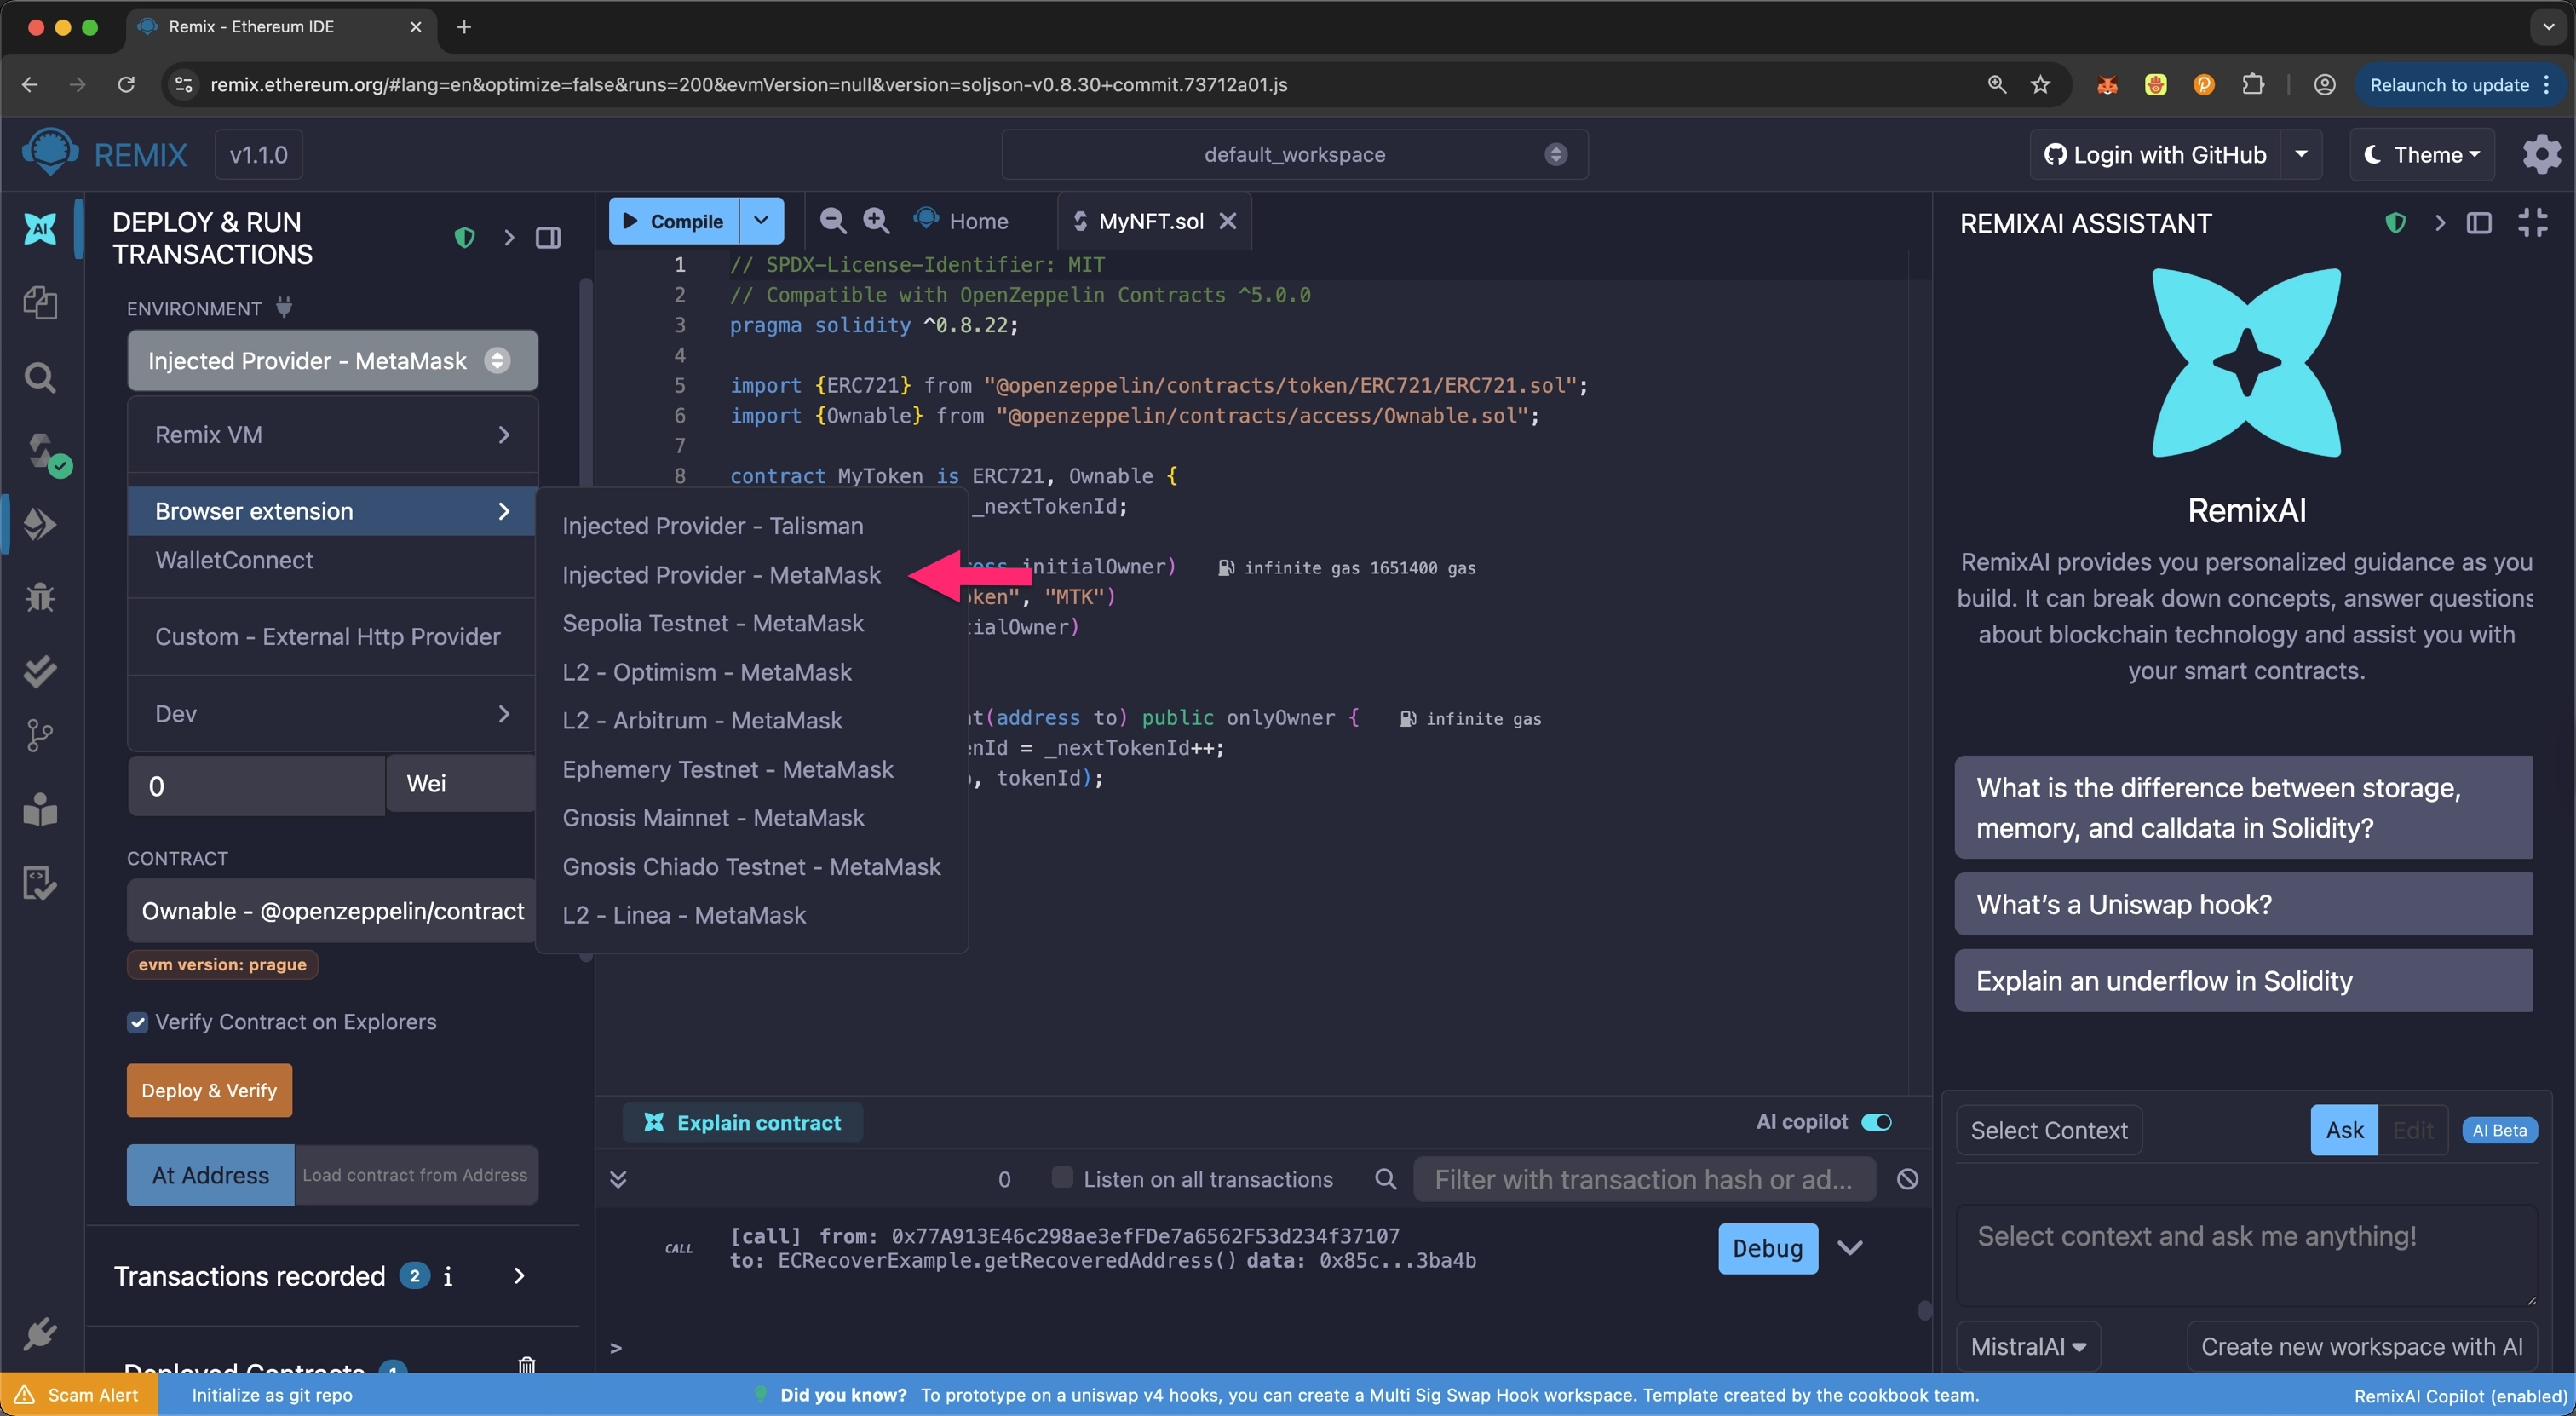 Remix - Ethereum IDE
remix.ethereum.org/#lang=en&optimize=false&runs=200&evmVersion=null&version=soljson-v0.8.30+commit.73712a01.js
Relaunch to update
REMIX
v1.1.0
default_workspace
Login with GitHub
Theme
AI
DEPLOY & RUN
TRANSACTIONS
ENVIRONMENT
Injected Provider - MetaMask
Remix VM
Browser extension
WalletConnect
Custom - External Http Provider
Dev
Injected Provider - Talisman
Injected Provider - MetaMask
Sepolia Testnet - MetaMask
L2 - Optimism - MetaMask
L2 - Arbitrum - MetaMask
Ephemery Testnet - MetaMask
Gnosis Mainnet - MetaMask
Gnosis Chiado Testnet - MetaMask
L2 - Linea - MetaMask
0
Wei
CONTRACT
Ownable - @openzeppelin/contract
evm version: prague
Verify Contract on Explorers
Deploy & Verify
At Address
Load contract from Address
Transactions recorded 2 i
Deployed Contracts 1
Compile
Home
MyNFT.sol
1 // SPDX-License-Identifier: MIT
2 // Compatible with OpenZeppelin Contracts ^5.0.0
3 pragma solidity ^0.8.22;
4
5 import {ERC721} from "@openzeppelin/contracts/token/ERC721/ERC721.sol";
6 import {Ownable} from "@openzeppelin/contracts/access/Ownable.sol";
7
8 contract MyToken is ERC721, Ownable {
_nextTokenId;
ess initialOwner) infinite gas 1651400 gas
ken", "MTK")
tialOwner)
nt(address to) public onlyOwner { infinite gas
enId = _nextTokenId++;
, tokenId);
Explain contract
AI copilot
0
Listen on all transactions
Filter with transaction hash or ad...
CALL
[call] from: 0x77A913E46c298ae3efFDe7a6562F53d234f37107
to: ECRecoverExample.getRecoveredAddress() data: 0x85c...3ba4b
Debug
>
REMIXAI ASSISTANT
RemixAI
RemixAI provides you personalized guidance as you
build. It can break down concepts, answer questions
about blockchain technology and assist you with
your smart contracts.
What is the difference between storage,
memory, and calldata in Solidity?
What's a Uniswap hook?
Explain an underflow in Solidity
Select Context
Ask
Edit
AI Beta
Select context and ask me anything!
MistralAI
Create new workspace with AI
Scam Alert
Initialize as git repo
Did you know? To prototype on a uniswap v4 hooks, you can create a Multi Sig Swap Hook workspace. Template created by the cookbook team.
RemixAI Copilot (enabled)